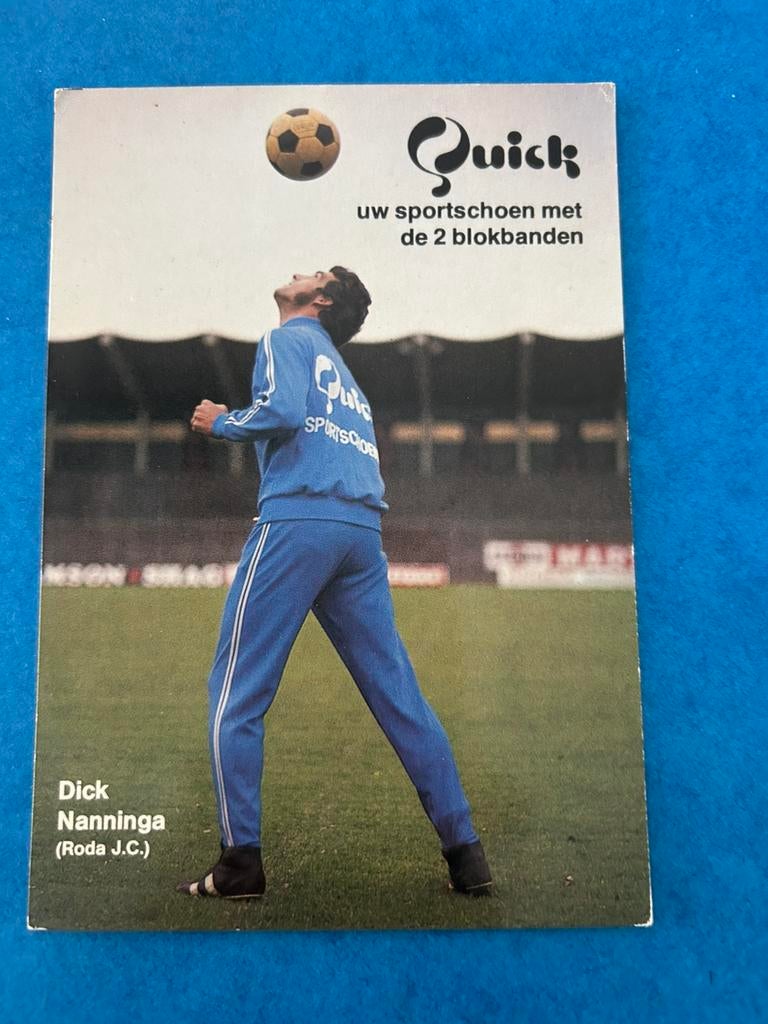 Quick
uw sportschoen met
de 2 blokbanden
Quick
SPORTSCHOEN
Dick
Nanninga
(Roda J.C.)